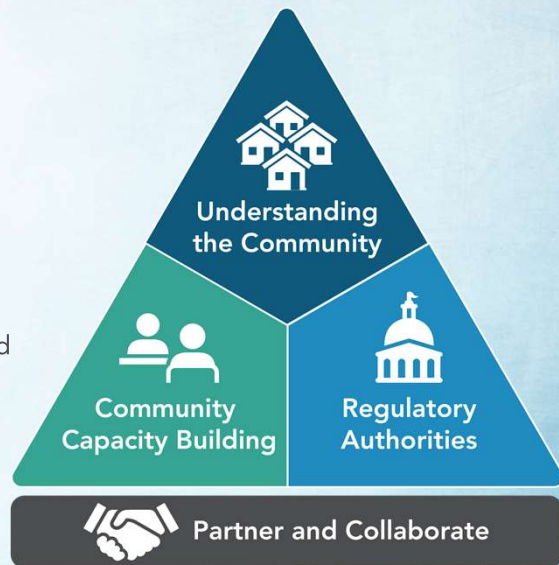 Understanding
the Community
d
Community
Capacity Building
Regulatory
Authorities
Partner and Collaborate